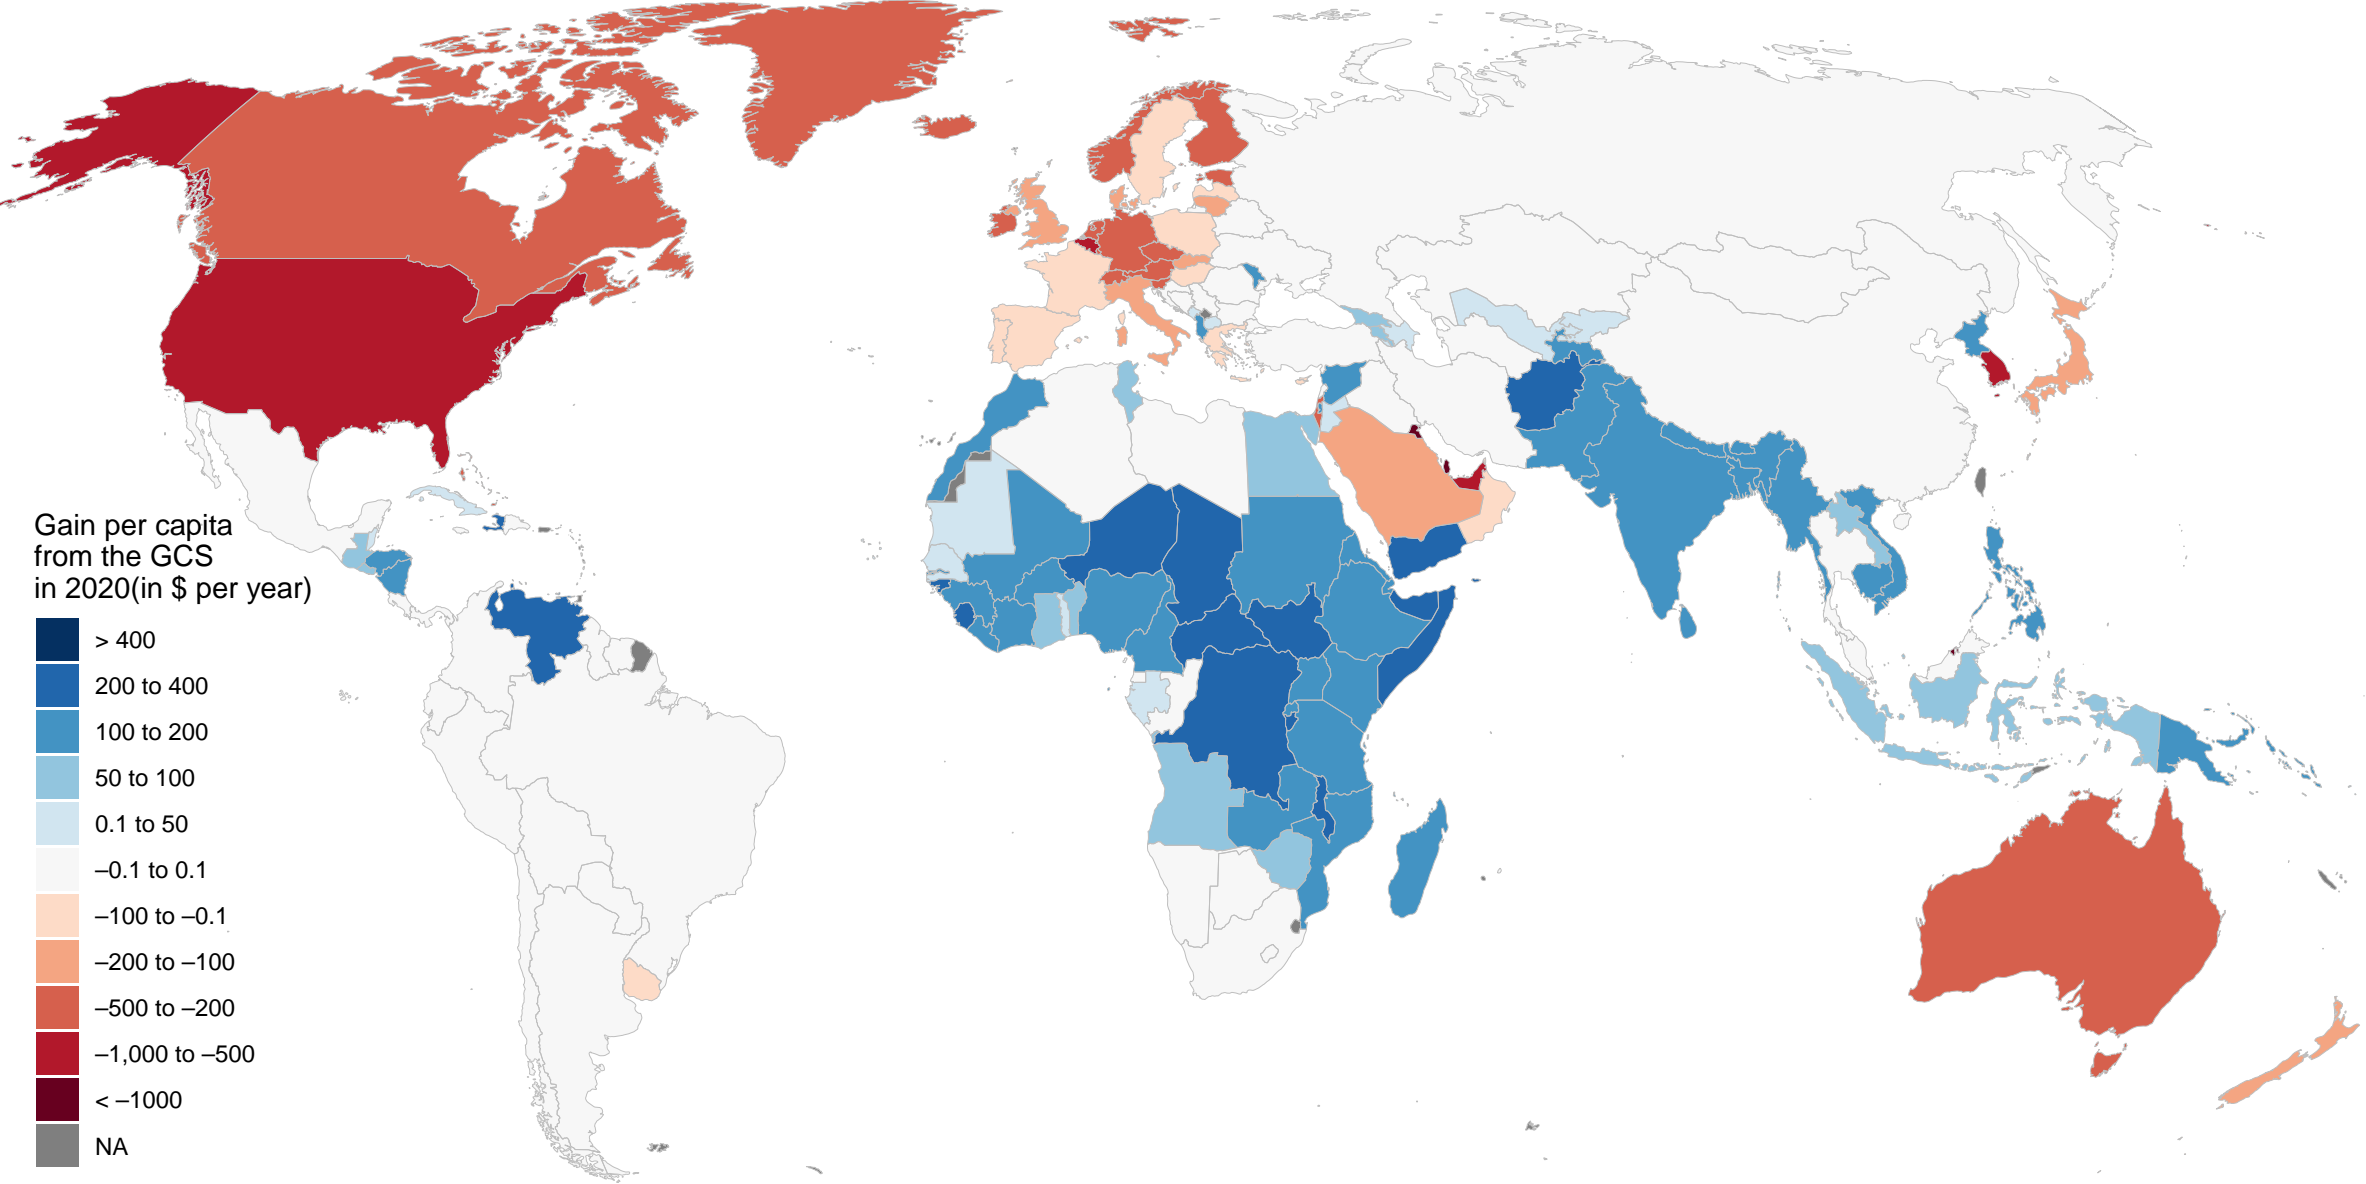 Gain per capita
from the GCS
in 2020(in $ per year)
> 400
200 to 400
100 to 200
50 to 100
0.1 to 50
–0.1 to 0.1
–100 to –0.1
–200 to –100
–500 to –200
–1,000 to –500
< –1000
NA